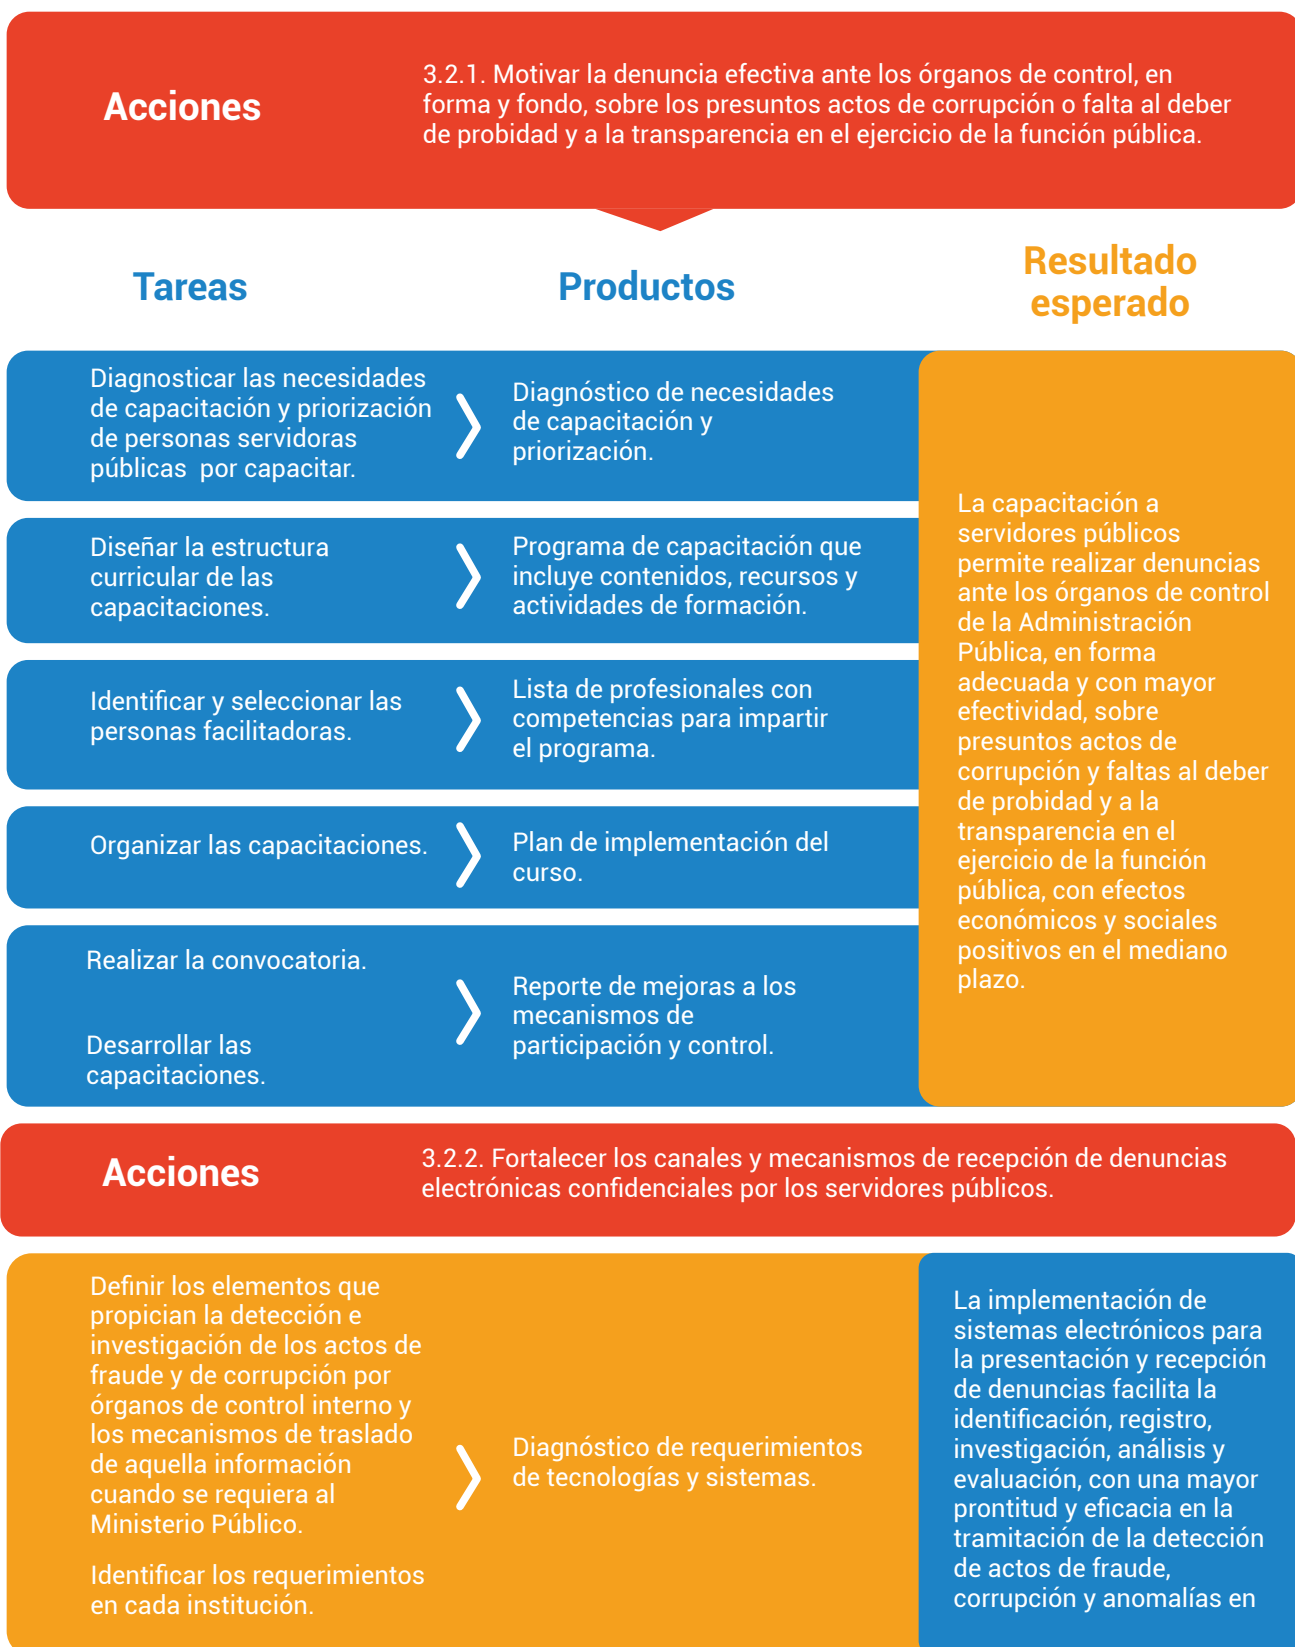 Acciones
3.2.1. Motivar la denuncia efectiva ante los órganos de control, en
forma y fondo, sobre los presuntos actos de corrupción o falta al deber
de probidad y a la transparencia en el ejercicio de la función pública.
Tareas
Productos
Resultado
esperado
Diagnosticar las necesidades
de capacitación y priorización
de personas servidoras
públicas  por capacitar.
Diagnóstico de necesidades
de capacitación y
priorización.
Diseñar la estructura
curricular de las
capacitaciones.
Programa de capacitación que
incluye contenidos, recursos y
actividades de formación.
Identificar y seleccionar las
personas facilitadoras.
Lista de profesionales con
competencias para impartir
el programa.
Organizar las capacitaciones.
Plan de implementación del
curso.
Realizar la convocatoria.
Desarrollar las
capacitaciones.
Reporte de mejoras a los
mecanismos de
participación y control.
La capacitación a
servidores públicos
permite realizar denuncias
ante los órganos de control
de la Administración
Pública, en forma
adecuada y con mayor
efectividad, sobre
presuntos actos de
corrupción y faltas al deber
de probidad y a la
transparencia en el
ejercicio de la función
pública, con efectos
económicos y sociales
positivos en el mediano
plazo.
Acciones
3.2.2. Fortalecer los canales y mecanismos de recepción de denuncias
electrónicas confidenciales por los servidores públicos.
Definir los elementos que
propician la detección e
investigación de los actos de
fraude y de corrupción por
órganos de control interno y
los mecanismos de traslado
de aquella información
cuando se requiera al
Ministerio Público.
Identificar los requerimientos
en cada institución.
Diagnóstico de requerimientos
de tecnologías y sistemas.
La implementación de
sistemas electrónicos para
la presentación y recepción
de denuncias facilita la
identificación, registro,
investigación, análisis y
evaluación, con una mayor
prontitud y eficacia en la
tramitación de la detección
de actos de fraude,
corrupción y anomalías en